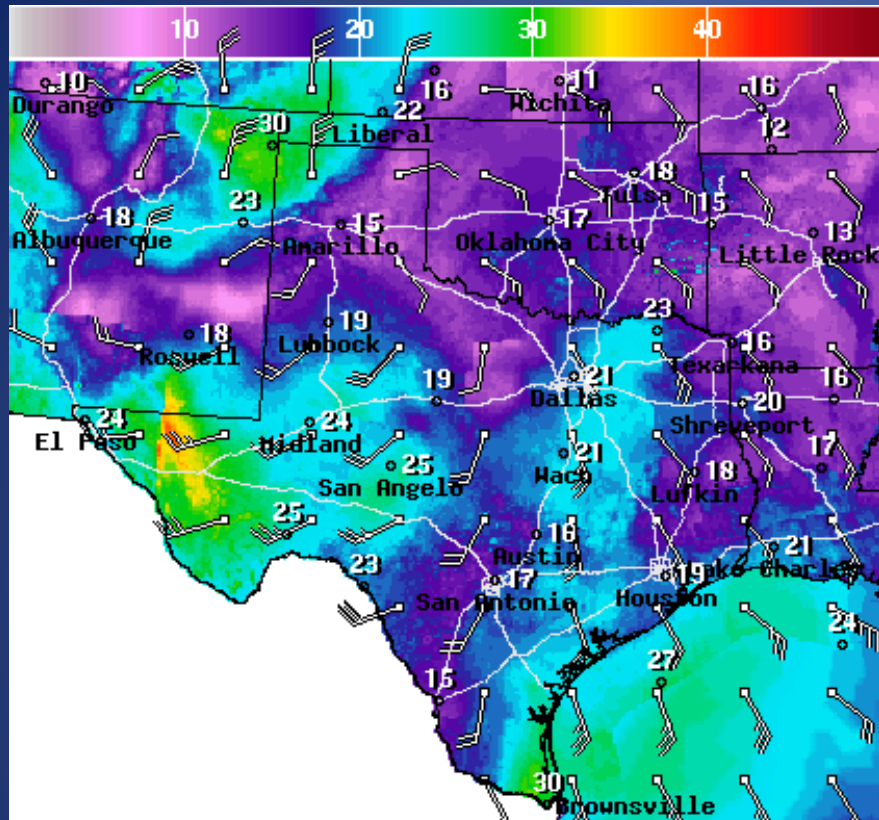 10 20 30 40
10 16 11 16
Durango Wichita
22
Liberal
12
30
18
Tulsa
18 23 15 17 15 13
Albuquerque Amarillo Oklahoma City Little Rock
18 19 23
Roswell Lubbock
16
Texarkana
21
Dallas
19 20 16
24 24 Shreveport
El Paso Midland
21
Waco
25 18 17
San Angelo Lufkin
25 16 21
Austin
Lake Charles
23 17 19
San Antonio Houston
24
27
15
30
Brownsville